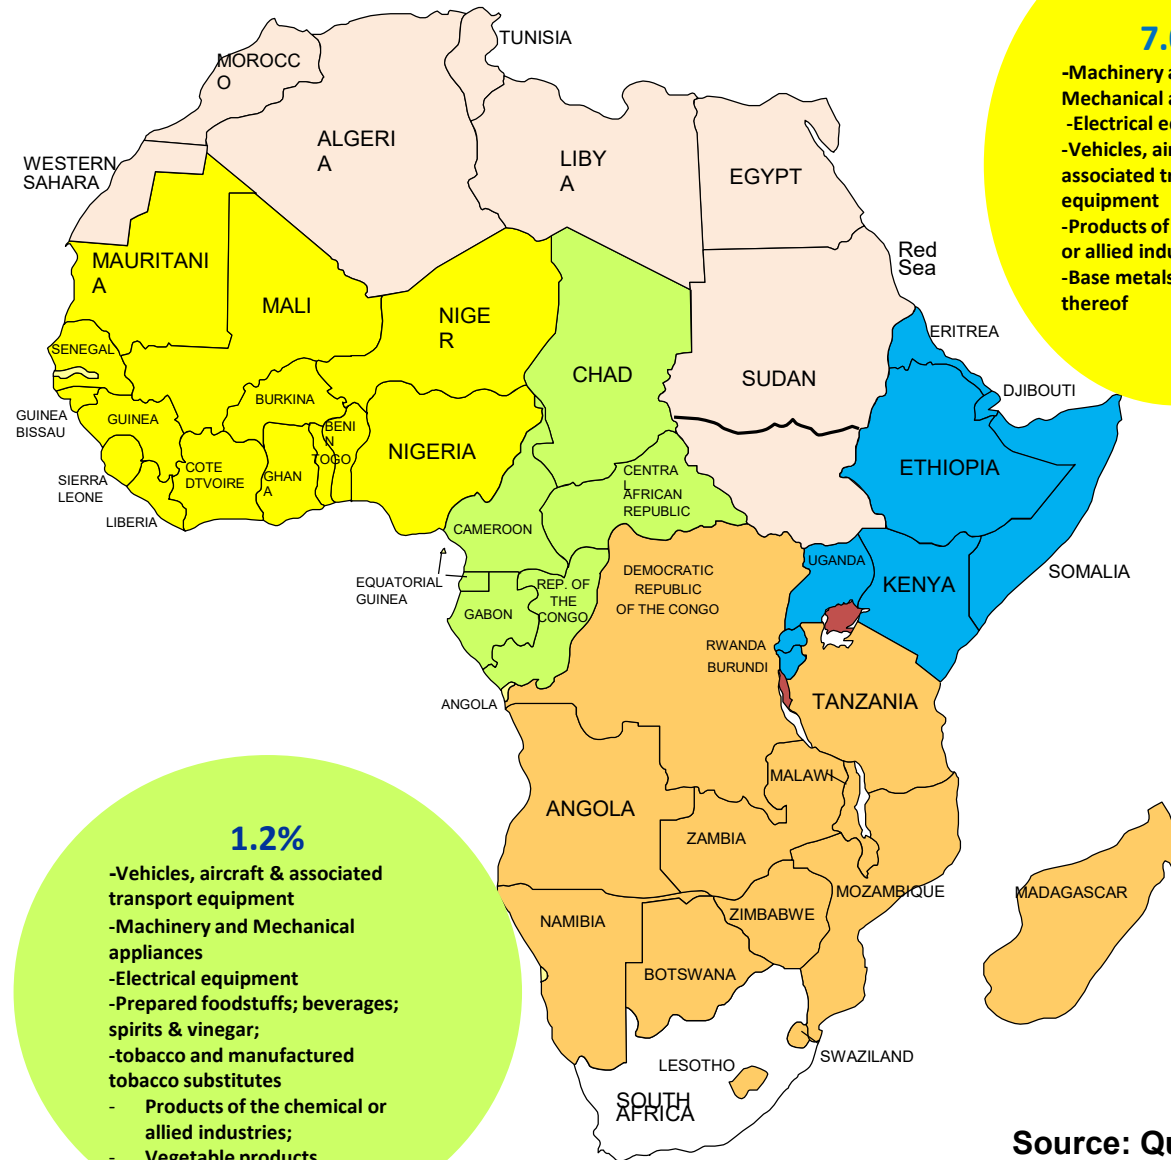 TUNISIA
MOROCC
O
ALGERI
A
LIBY
A
EGYPT
WESTERN
SAHARA
Red
Sea
MAURITANI
A
MALI
NIGE
R
CHAD
SUDAN
ERITREA
DJIBOUTI
SENEGAL
GUINEA
BISSAU
GUINEA
BURKINA
BENI
N
TOGO
NIGERIA
COTE
DTVOIRE
GHAN
A
SIERRA
LEONE
LIBERIA
CENTRA
L
AFRICAN
REPUBLIC
ETHIOPIA
CAMEROON
EQUATORIAL
GUINEA
GABON
REP. OF
THE
CONGO
DEMOCRATIC
REPUBLIC
OF THE CONGO
UGANDA
KENYA
SOMALIA
RWANDA
BURUNDI
ANGOLA
TANZANIA
ANGOLA
MALAWI
ZAMBIA
MOZAMBIQUE
MADAGASCAR
NAMIBIA
ZIMBABWE
BOTSWANA
LESOTHO
SWAZILAND
SOUTH
AFRICA
-Machinery
Mechanical
-Electrical
-Vehicles,
associated
equipment
-Products of
or allied
-Base metals
thereof
1.2%
-Vehicles, aircraft & associated
transport equipment
-Machinery and Mechanical
appliances
-Electrical equipment
-Prepared foodstuffs; beverages;
spirits & vinegar;
-tobacco and manufactured
tobacco substitutes
- Products of the chemical or
allied industries;
- Vegetable products
Source: